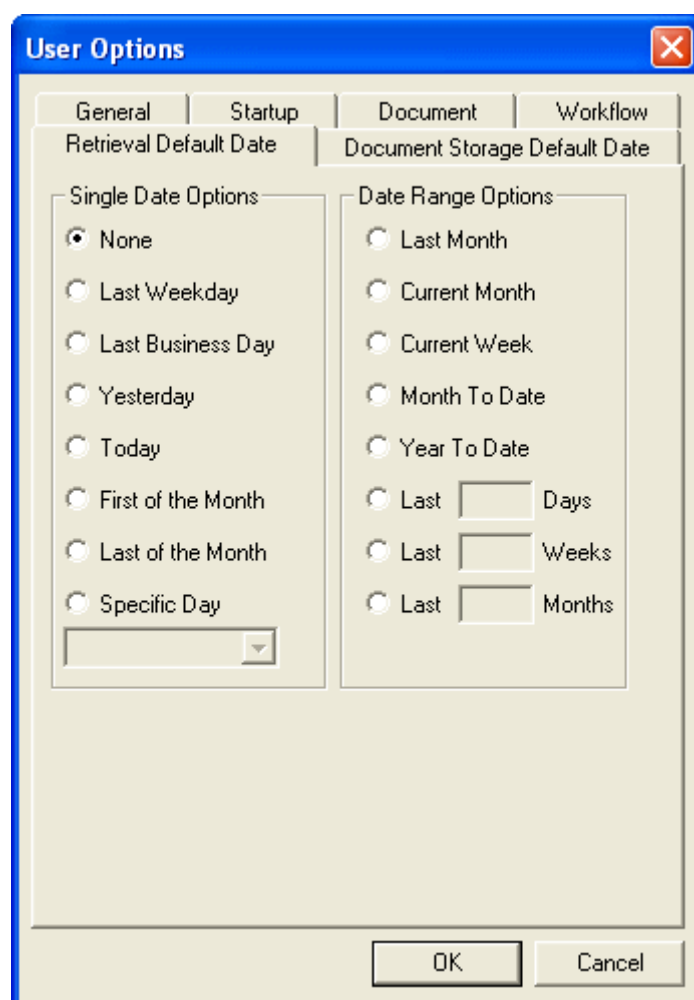 User Options
General Startup Document Workflow
Retrieval Default Date Document Storage Default Date
Single Date Options
None
Last Weekday
Last Business Day
Yesterday
Today
First of the Month
Last of the Month
Specific Day
Date Range Options
Last Month
Current Month
Current Week
Month To Date
Year To Date
Last Days
Last Weeks
Last Months
OK Cancel